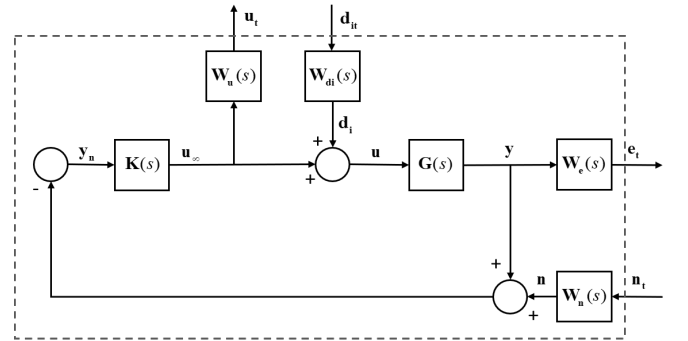 u_t
d_it
W_u(s)
W_di(s)
d_i
+
y_n
K(s)
u_∞
+
u
G(s)
y
W_e(s)
e_t
-
+
n
W_n(s)
n_t
+